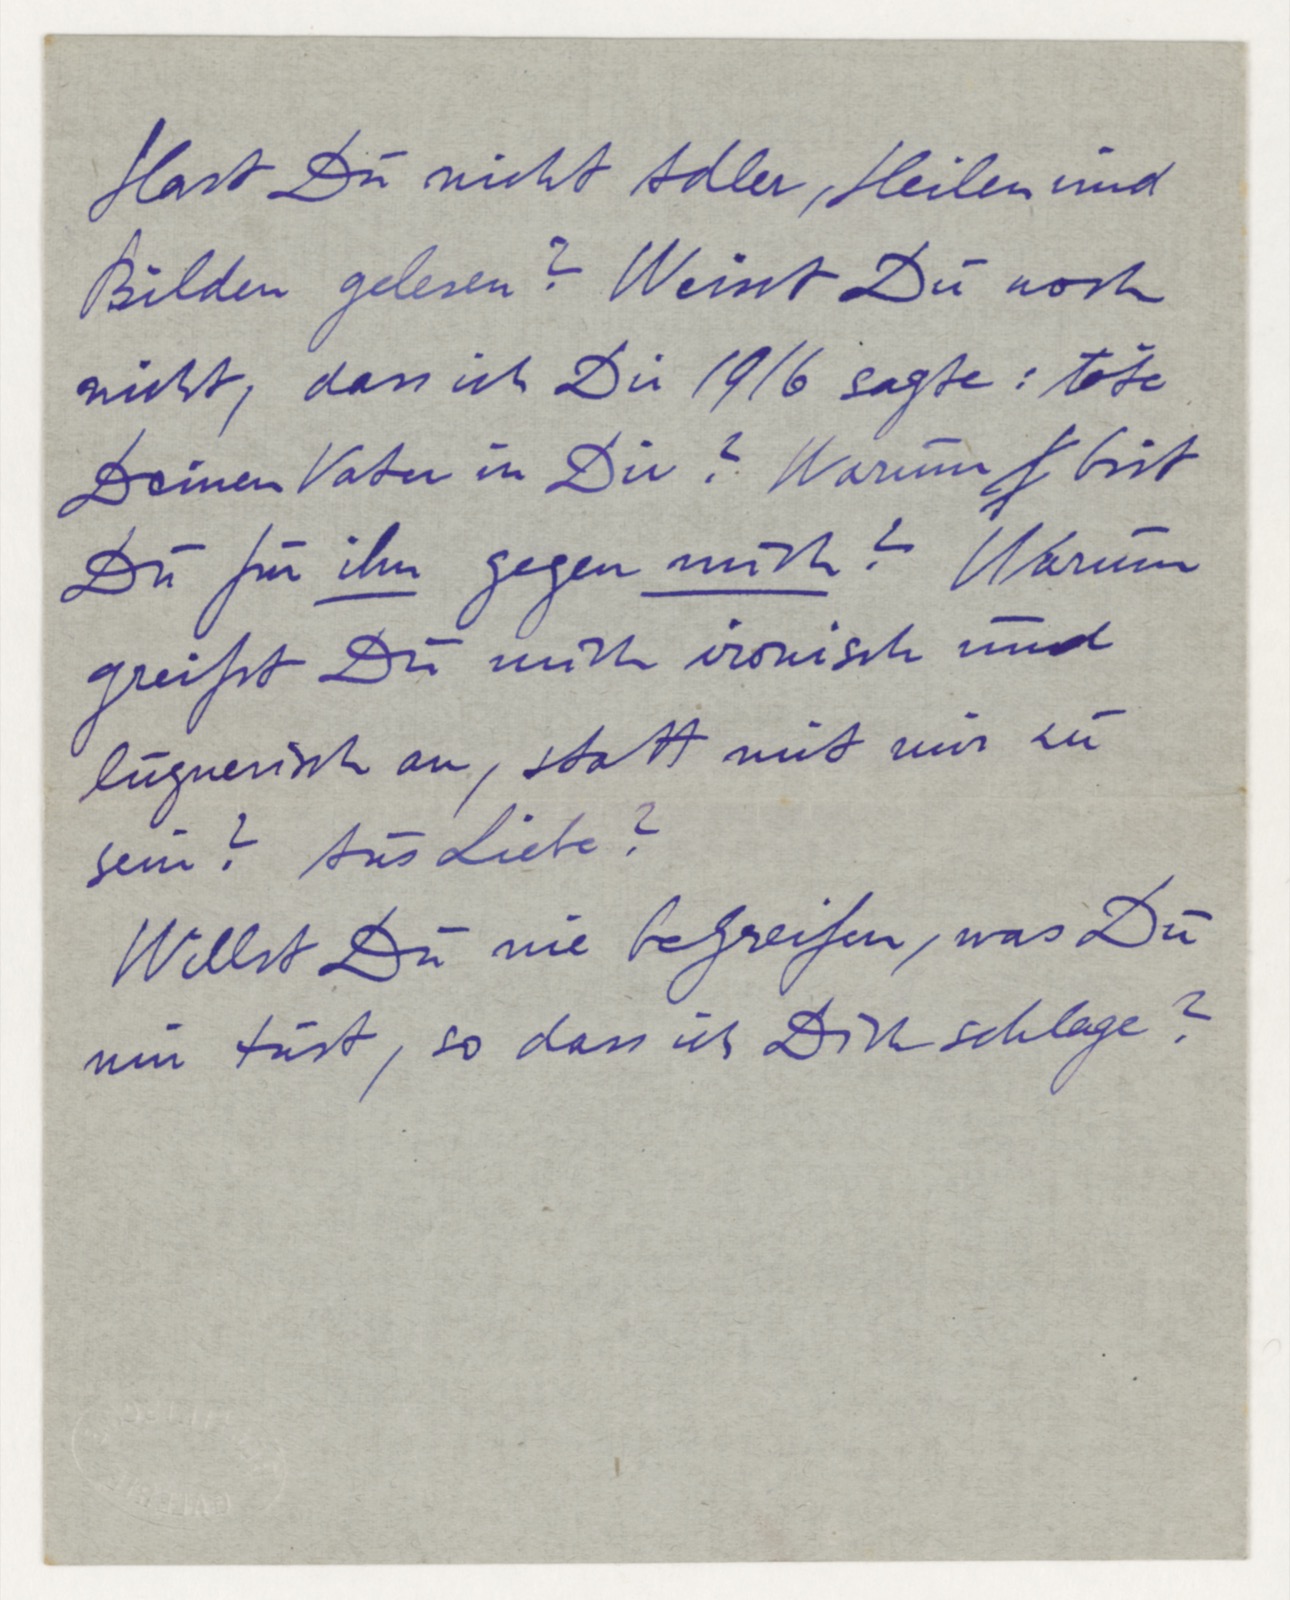 Hast Du nicht Adler, Heilen und
Bilden gelesen? Weisst Du noch
nicht, dass ich Dir 1916 sagte: töte
Deinen Vater in Dir? Warum bist
Du für ihn gegen mich? Warum
greifst Du mich ironisch und
lügnerisch an, statt mit mir zu
sein? Aus Liebe?
Willst Du nie begreifen, was Du
mir tust, so dass ich Dich schlage?